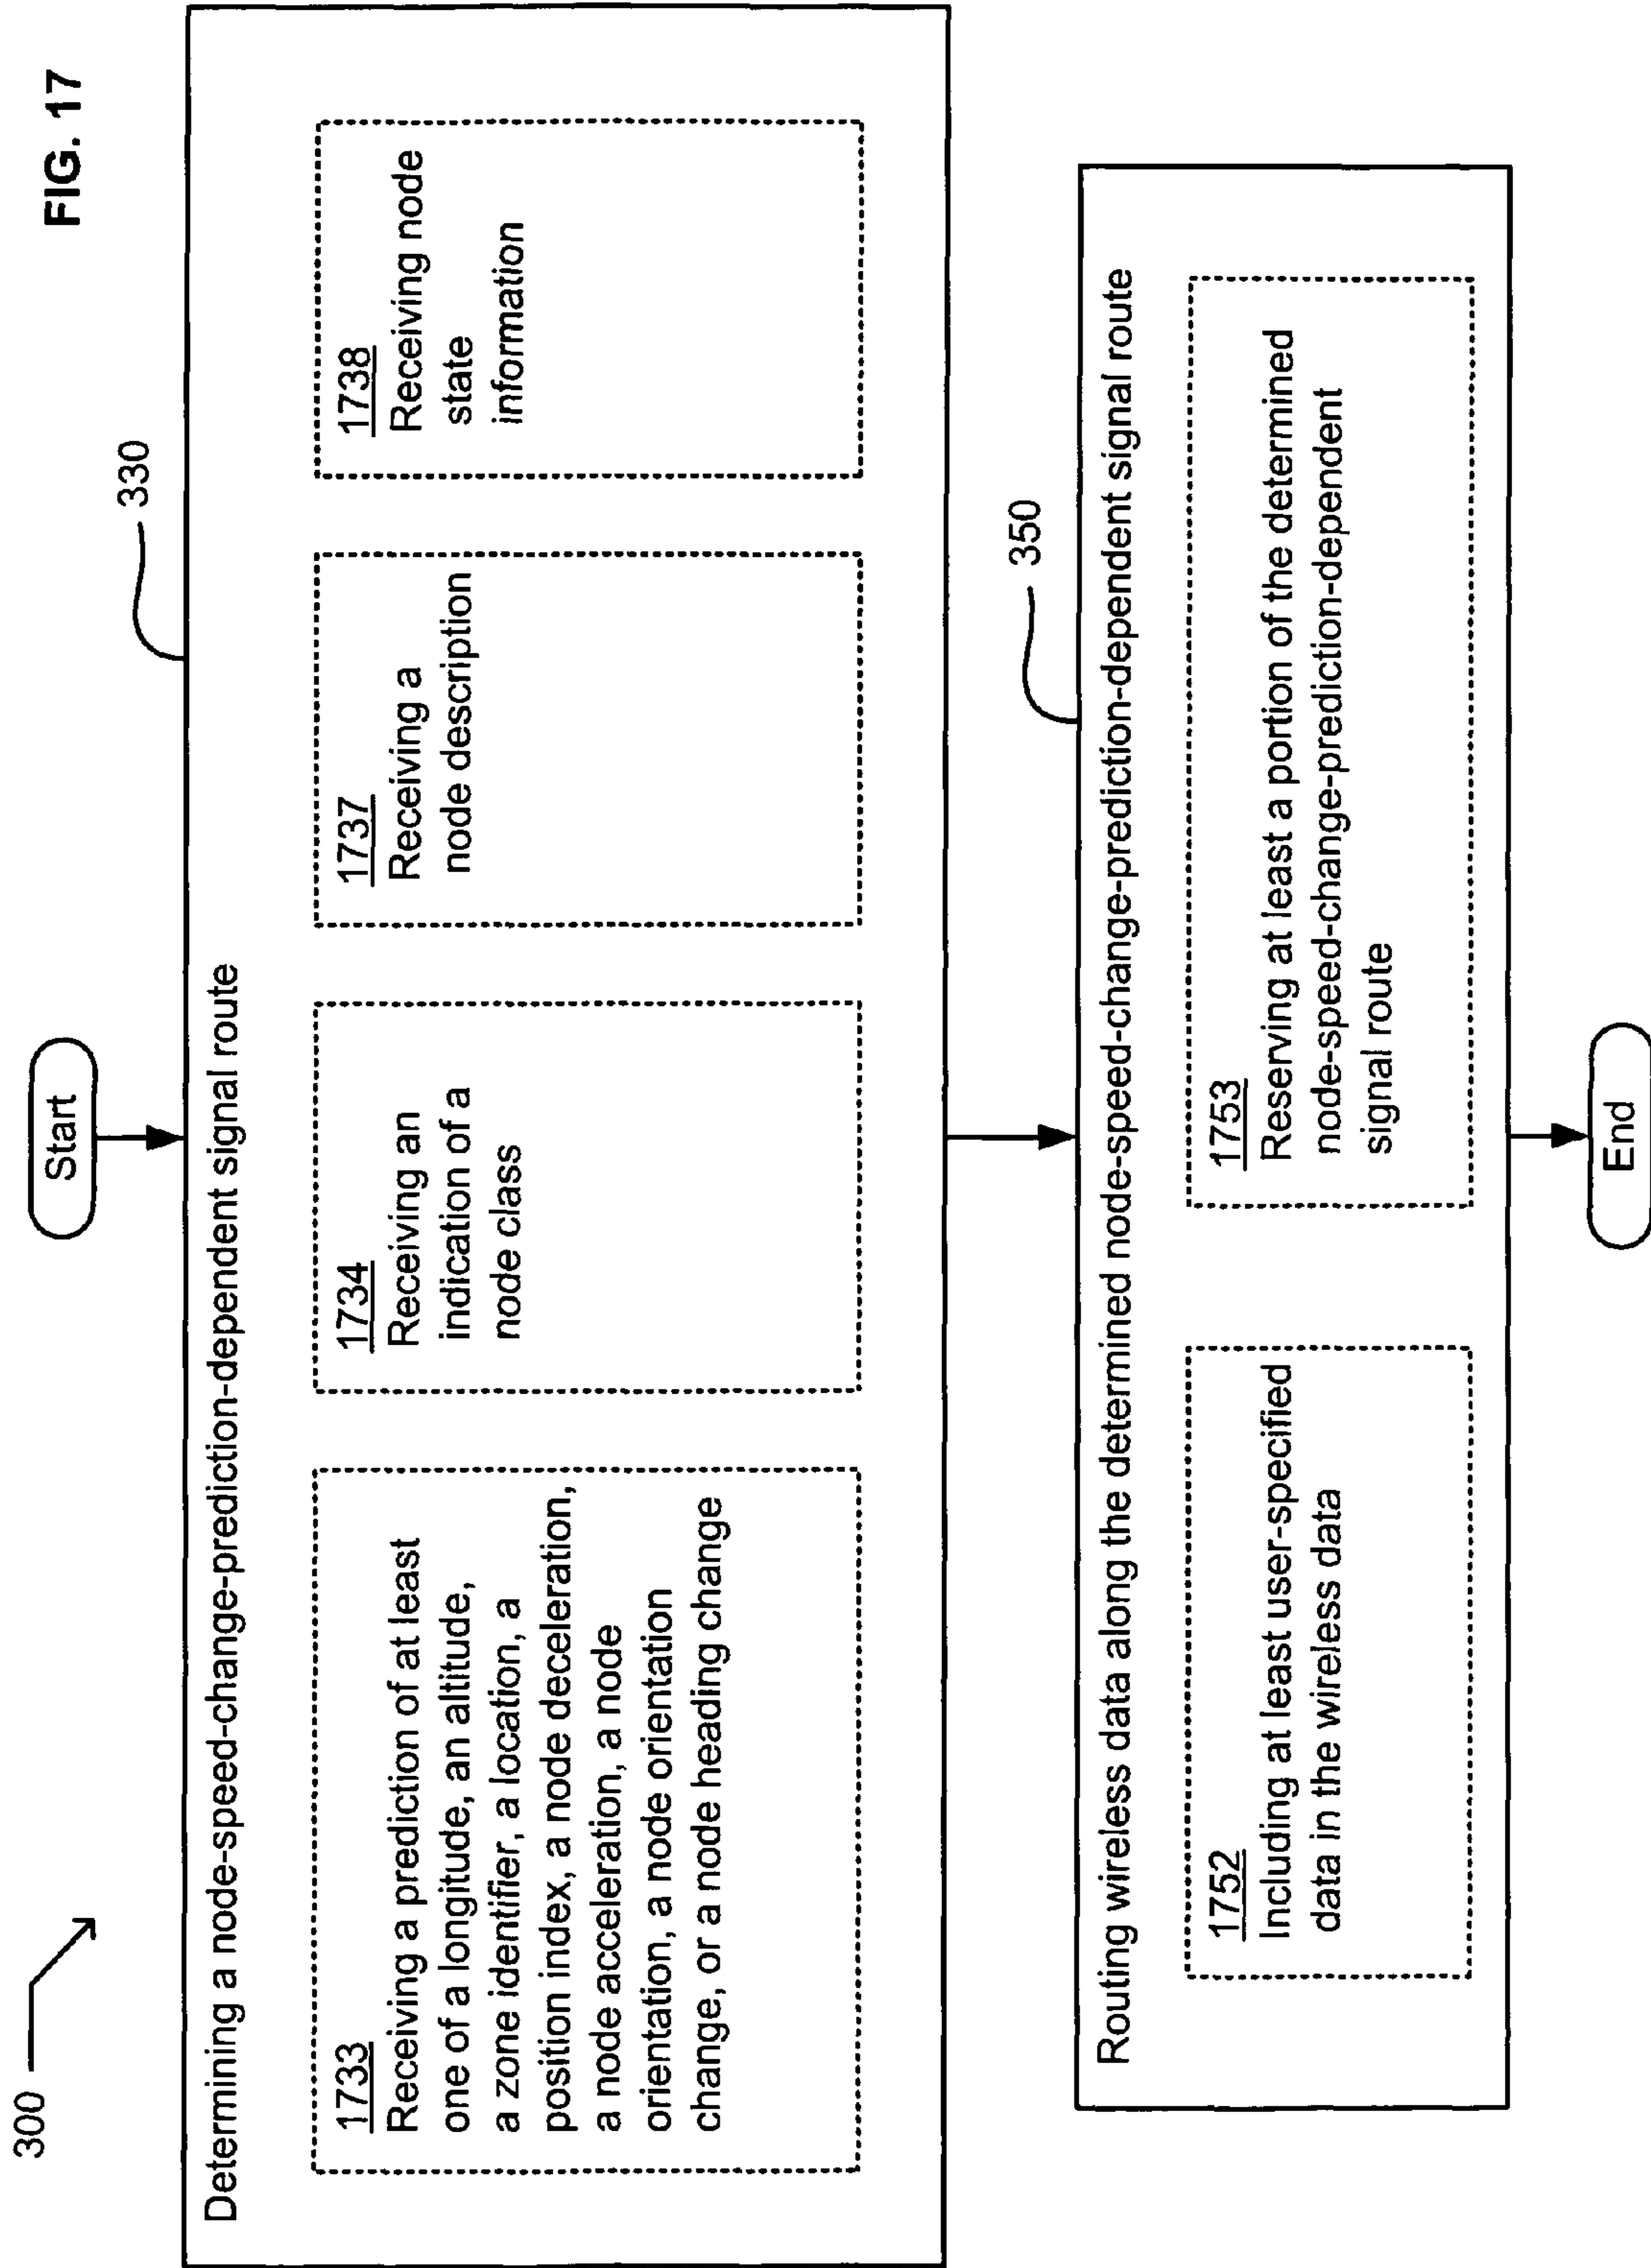 FIG. 17
300
Start
330
Determining a node-speed-change-prediction-dependent signal route
1733
Receiving a prediction of at least
one of a longitude, an altitude,
a zone identifier, a location, a
position index, a node deceleration,
a node acceleration, a node
orientation, a node orientation
change, or a node heading change
1734
Receiving an
indication of a
node class
1737
Receiving a
node description
1738
Receiving node
state
information
350
Routing wireless data along the determined node-speed-change-prediction-dependent signal route
1752
Including at least user-specified
data in the wireless data
1753
Reserving at least a portion of the determined
node-speed-change-prediction-dependent
signal route
End